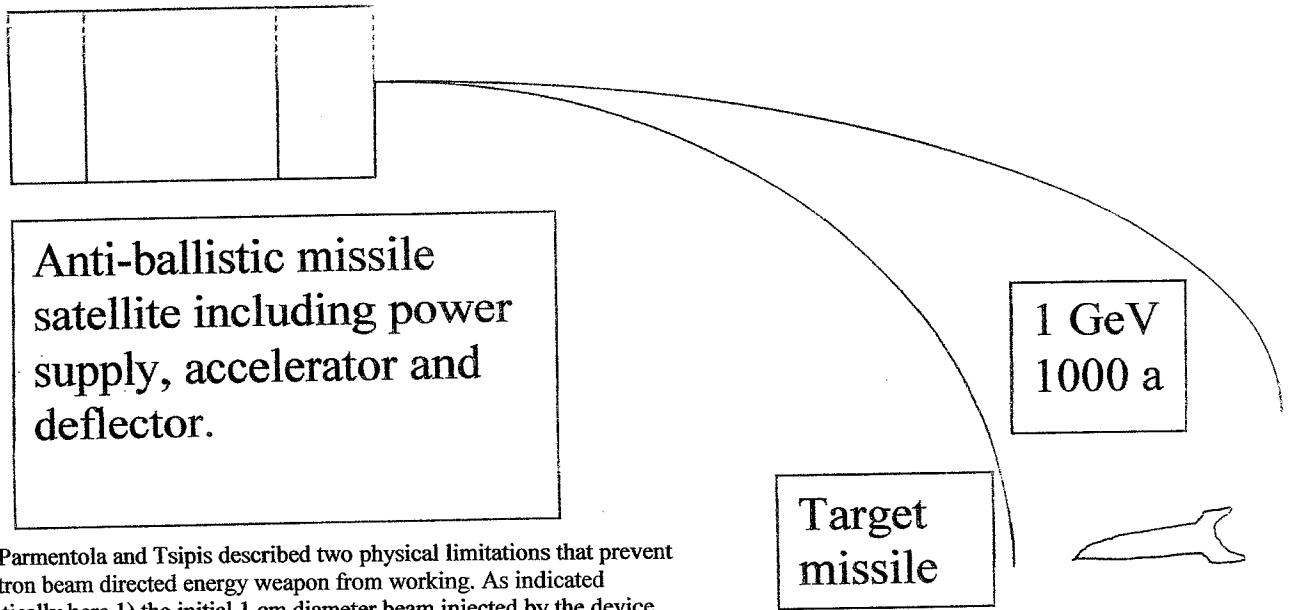 Anti-ballistic missile
satellite including power
supply, accelerator and
deflector.
1 GeV
1000 a
Target
missile
Parmentola and Tsipis described two physical limitations that prevent
tron beam directed energy weapon from working. As indicated
tically here 1) the initial 1 cm diameter beam injected by the device